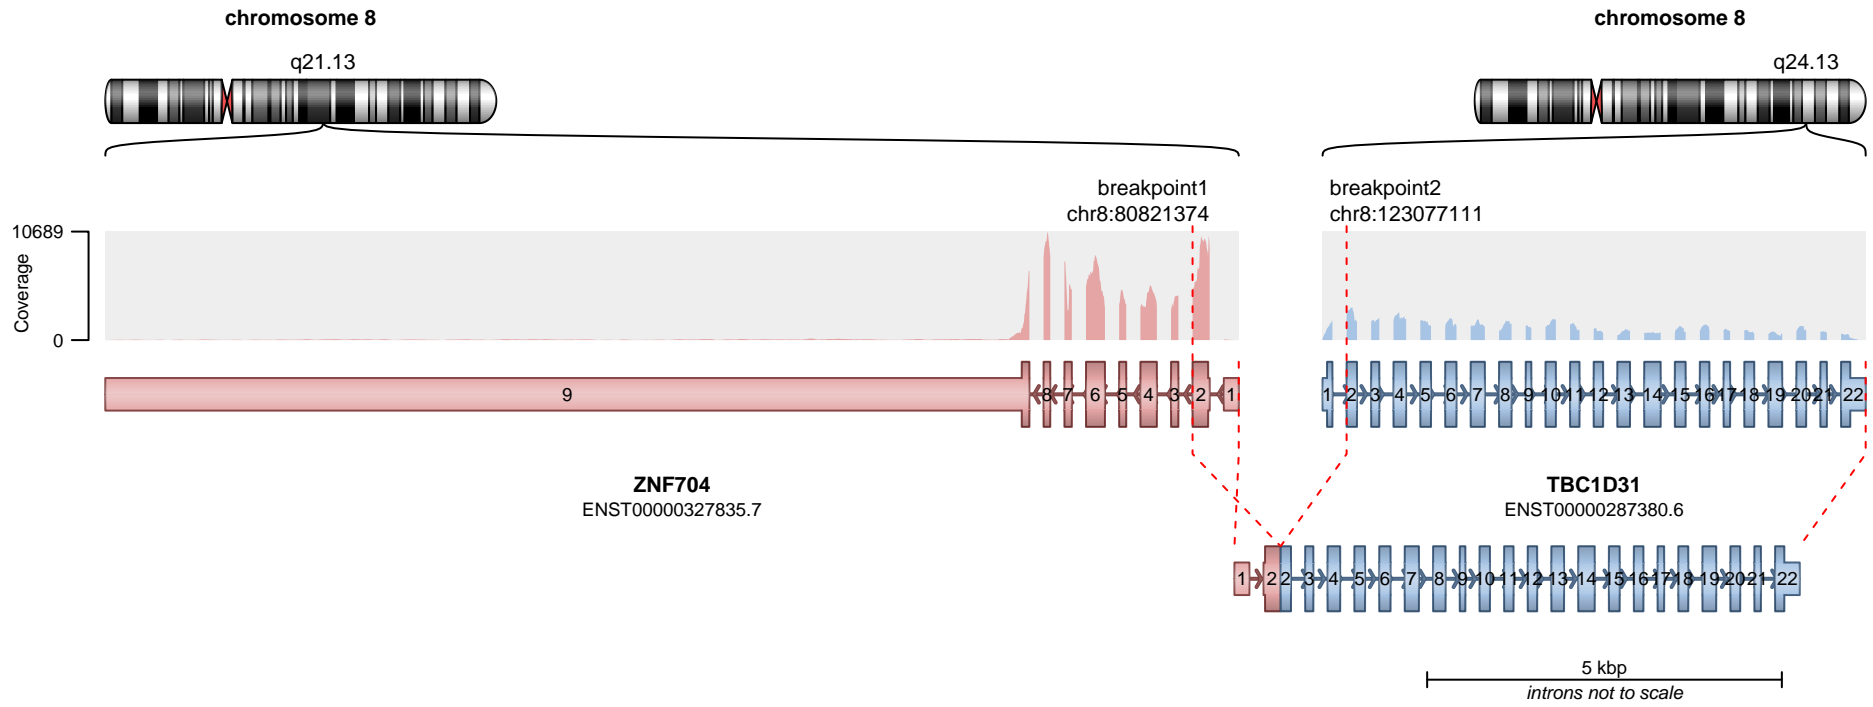 chromosome 8
chromosome 8
q21.13
q24.13
breakpoint1
chr8:80821374
breakpoint2
chr8:123077111
10689
Coverage
0
9 8 7 6 5 4 3 2 1
1 2 3 4 5 6 7 8 9 10 11 12 13 14 15 16 17 18 19 20 21 22
ZNF704
ENST00000327835.7
TBC1D31
ENST00000287380.6
1 2 2 3 4 5 6 7 8 9 10 11 12 13 14 15 16 17 18 19 20 21 22
5 kbp
introns not to scale